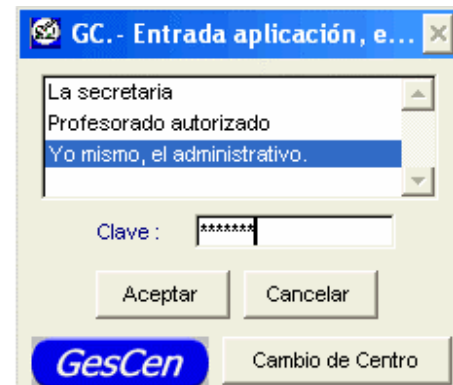 GC.- Entrada aplicación, e...
La secretaria
Profesorado autorizado
Yo mismo, el administrativo.
Clave : *******
Aceptar Cancelar
GesCen Cambio de Centro